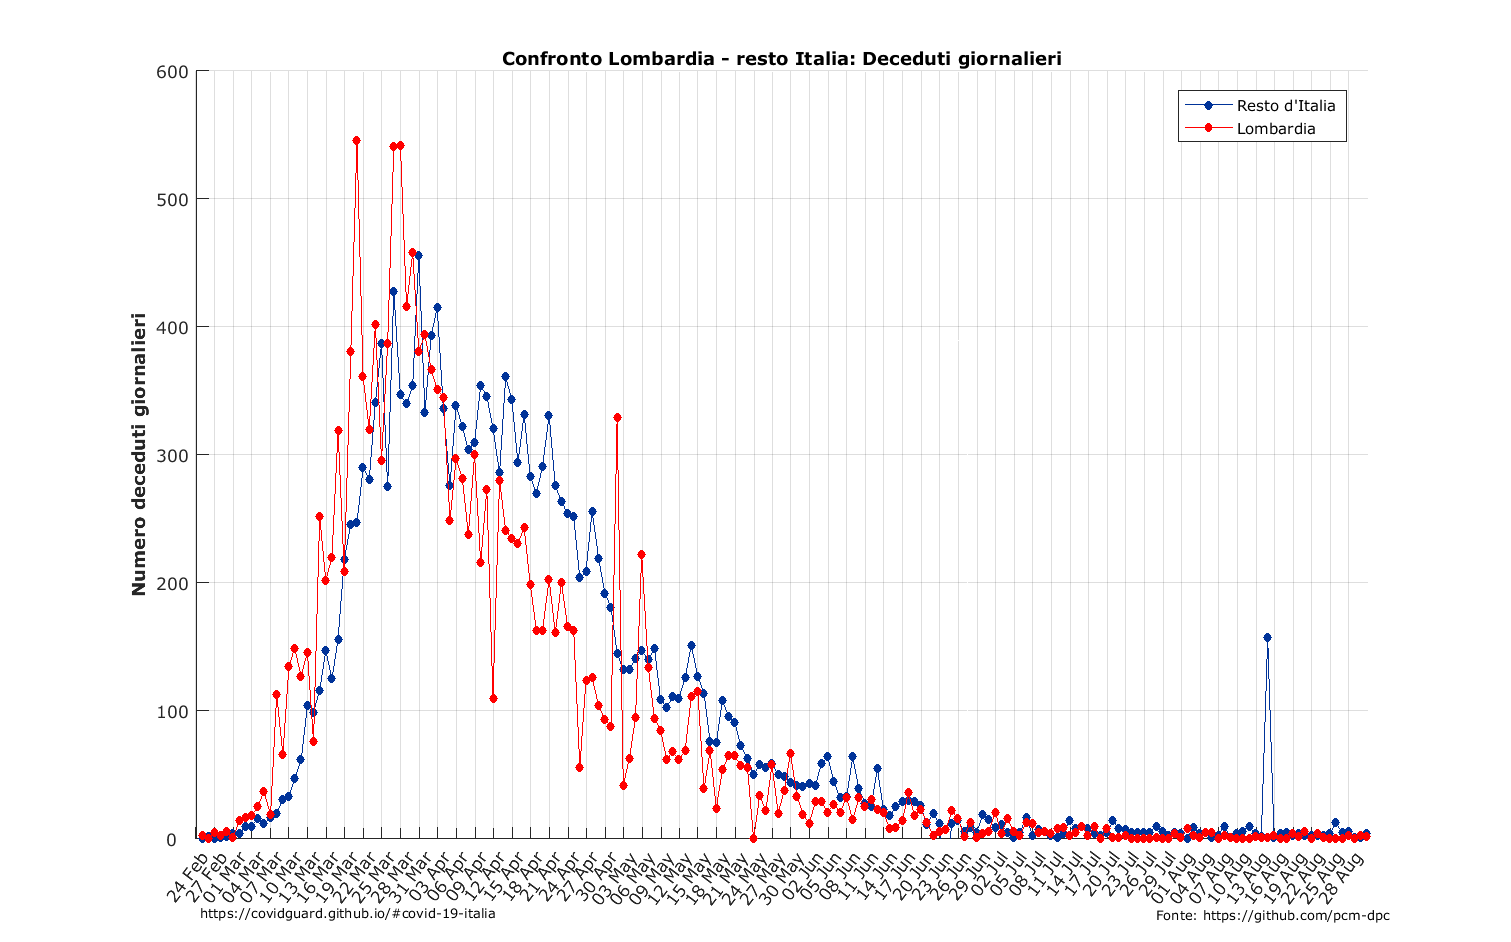 Confronto Lombardia - resto Italia: Deceduti giornalieri
600
500
400
300
200
100
0
Numero deceduti giornalieri
Resto d'Italia
Lombardia
24 Feb
27 Feb
01 Mar
04 Mar
07 Mar
10 Mar
13 Mar
16 Mar
19 Mar
22 Mar
25 Mar
28 Mar
31 Mar
03 Apr
06 Apr
09 Apr
12 Apr
15 Apr
18 Apr
21 Apr
24 Apr
27 Apr
30 Apr
03 May
06 May
09 May
12 May
15 May
18 May
21 May
24 May
27 May
30 May
02 Jun
05 Jun
08 Jun
11 Jun
14 Jun
17 Jun
20 Jun
23 Jun
26 Jun
29 Jun
02 Jul
05 Jul
08 Jul
11 Jul
14 Jul
17 Jul
20 Jul
23 Jul
26 Jul
29 Jul
01 Aug
04 Aug
07 Aug
10 Aug
13 Aug
16 Aug
19 Aug
22 Aug
25 Aug
28 Aug
https://covidguard.github.io/#covid-19-italia
Fonte: https://github.com/pcm-dpc